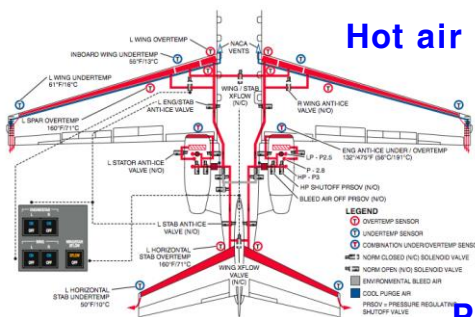 Hot air
L WING OVERTEMP
NACA
VENTS
INBOARD WING UNDERTEMP
55°F/13°C
L WING UNDERTEMP
61°F/16°C
WING / STAB
XFLOW
(N/C)
L ENG/STAB
ANTI-ICE
VALVE (N/O)
R WING ANTI-ICE
VALVE (N/O)
L SPAR OVERTEMP
160°F/71°C
ENG ANTI-ICE UNDER / OVERTEMP
132°/475°F (56°C/191°C)
L STATOR ANTI-ICE
VALVE (N/O)
LP - P2.5
P - 2.8
HP - P3
HP SHUTOFF PRSOV (N/O)
BLEED AIR OFF PRSOV (N/O)
L STAB ANTI-ICE
VALVE (N/O)
L HORIZONTAL
STAB OVERTEMP
160°F/71°C
WING XFLOW
VALVE
(N/C)
L HORIZONTAL
STAB UNDERTEMP
50°F/10°C
LEGEND
OVERTEMP SENSOR
UNDERTEMP SENSOR
COMBINATION UNDER/OVERTEMP SENSO
NORM CLOSED (N/C) SOLENOID VALVE
NORM OPEN (N/O) SOLENOID VALVE
ENVIRONMENTAL BLEED AIR
COOL PURGE AIR
PRSOV = PRESSURE REGULATING
SHUTOFF VALVE